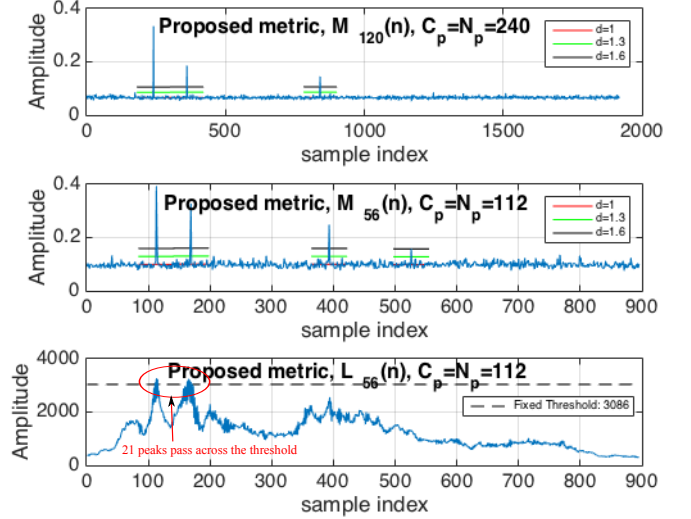 Proposed metric, M 120(n), Cp=Np=240
0.4
0.2
0
Amplitude
d=1
d=1.3
d=1.6
0 500 1000 1500 2000
sample index
Proposed metric, M 56(n), Cp=Np=112
0.4
0.2
0
Amplitude
d=1
d=1.3
d=1.6
0 100 200 300 400 500 600 700 800 900
sample index
Proposed metric, L 56(n), Cp=Np=112
4000
2000
0
Amplitude
Fixed Threshold: 3086
21 peaks pass across the threshold
0 100 200 300 400 500 600 700 800 900
sample index